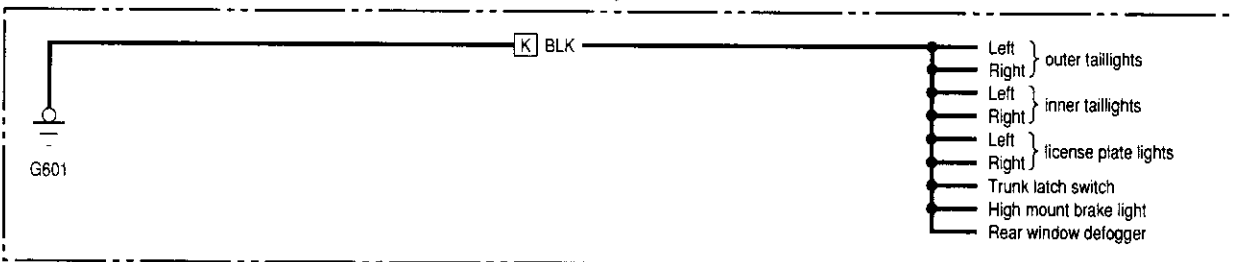 K BLK
Left
outer taillights
Right
Left
inner taillights
Right
Left
license plate lights
Right
Trunk latch switch
High mount brake light
Rear window defogger
G601